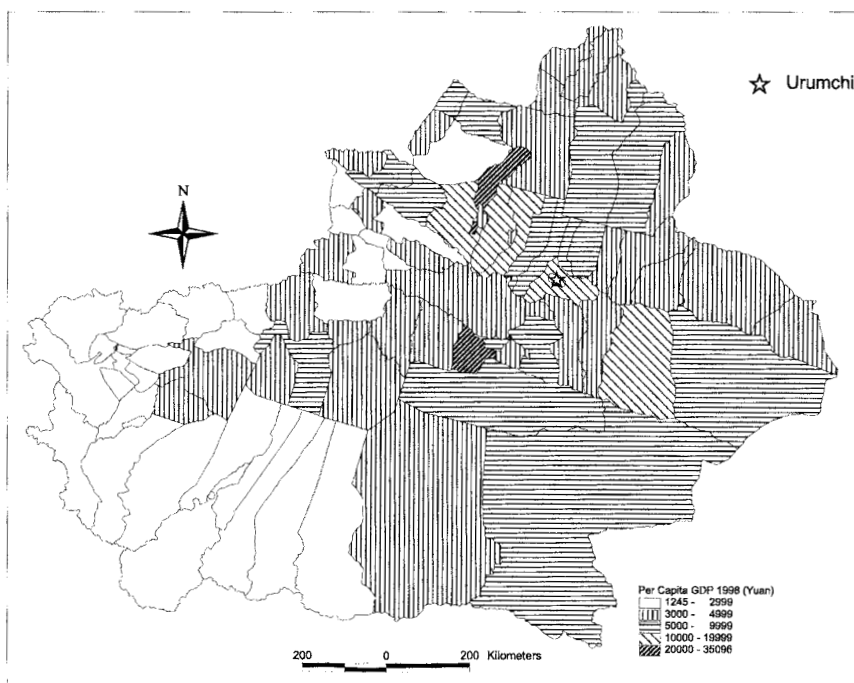 Urumchi
N
Per Capita GDP 1998 (Yuan)
1245 - 2999
3000 - 4999
5000 - 9999
10000 - 19999
20000 - 35096
200 0 200 Kilometers